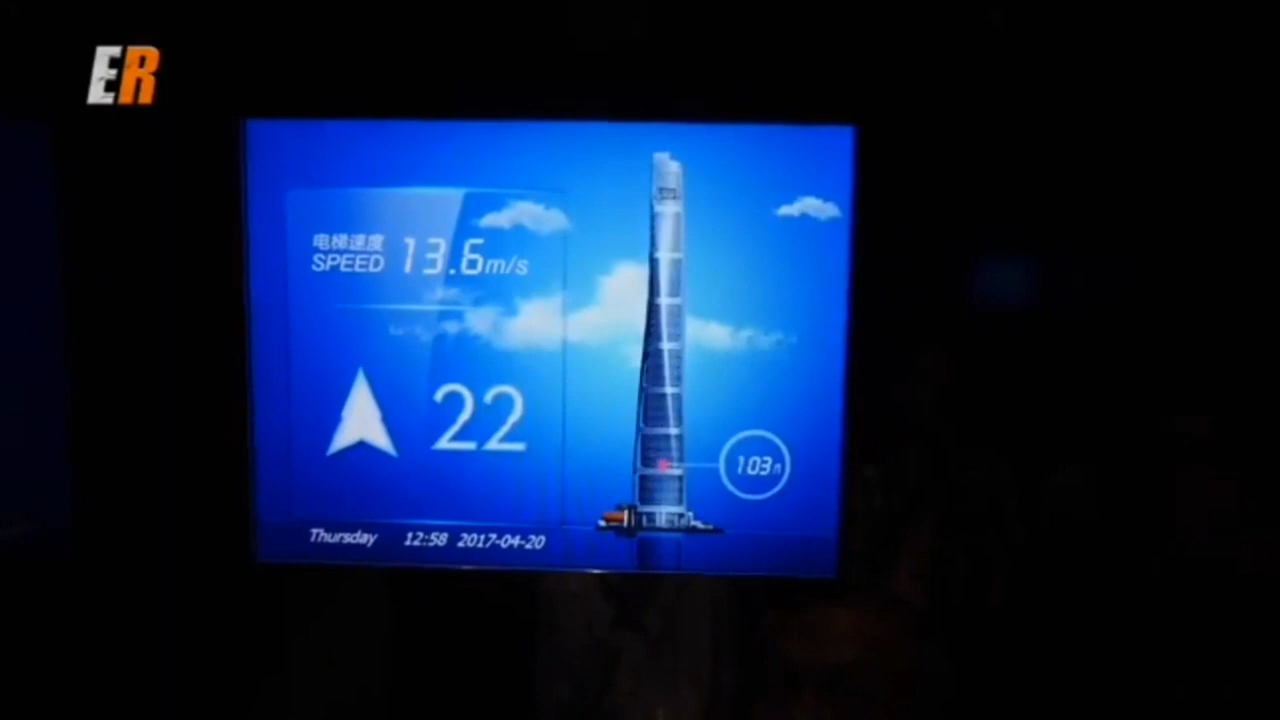 ER
电梯速度
SPEED 13.6m/s
22
103m
Thursday 12:58 2017-04-20